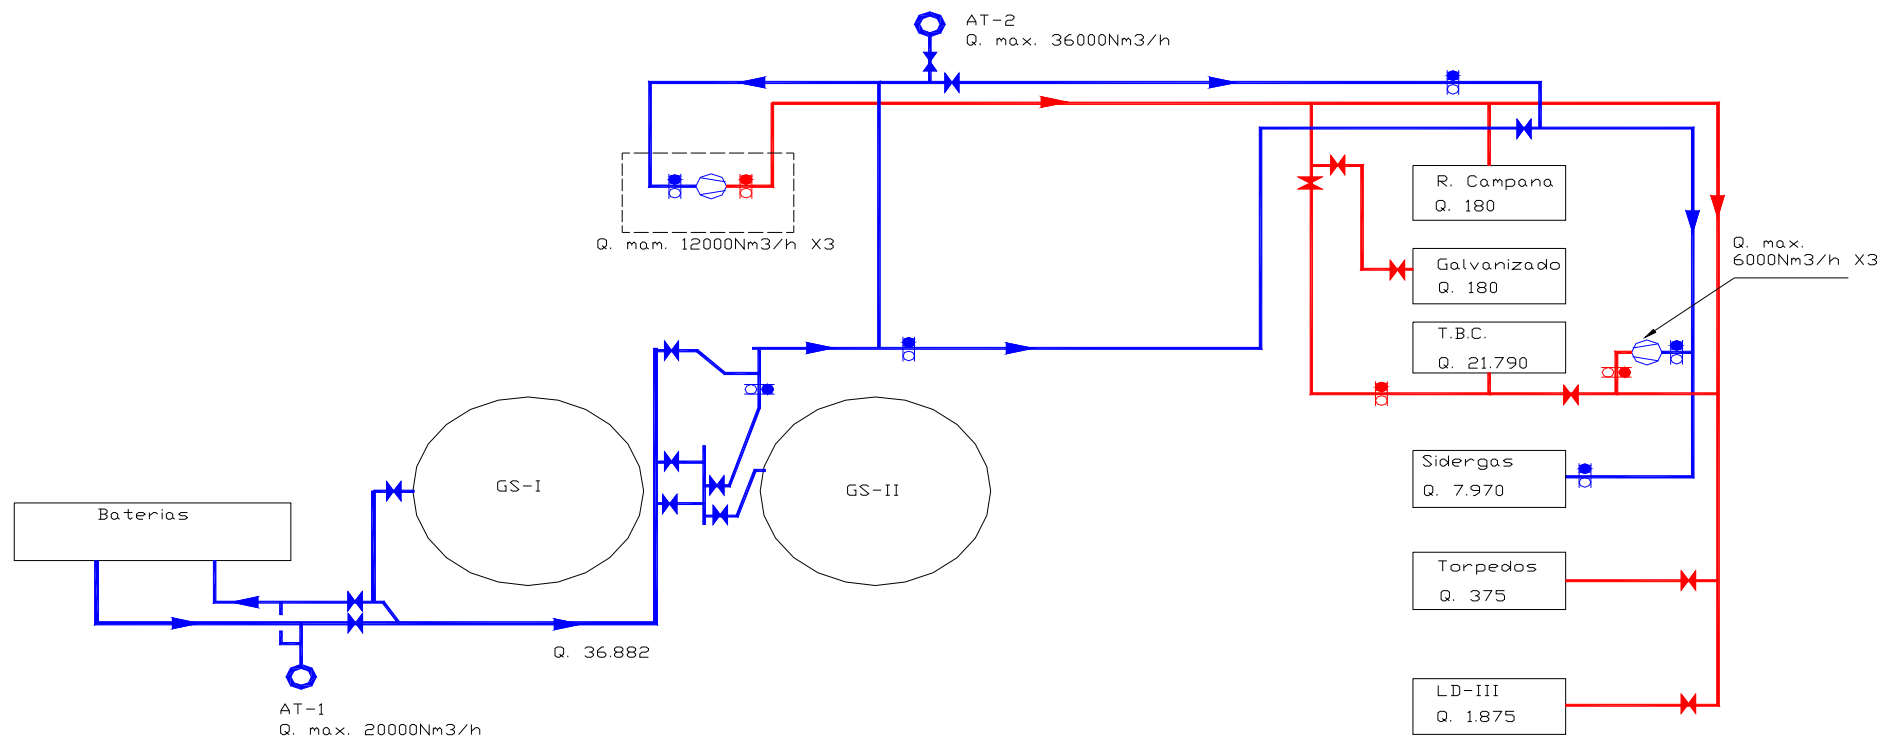 AT-2
Q. max. 36000Nm3/h
Q. mam. 12000Nm3/h X3
R. Campana
Q. 180
Q. max.
6000Nm3/h X3
Galvanizado
Q. 180
T.B.C.
Q. 21.790
Sidergas
Q. 7.970
GS-I
GS-II
Baterias
Torpedos
Q. 375
Q. 36.882
LD-III
Q. 1.875
AT-1
Q. max. 20000Nm3/h